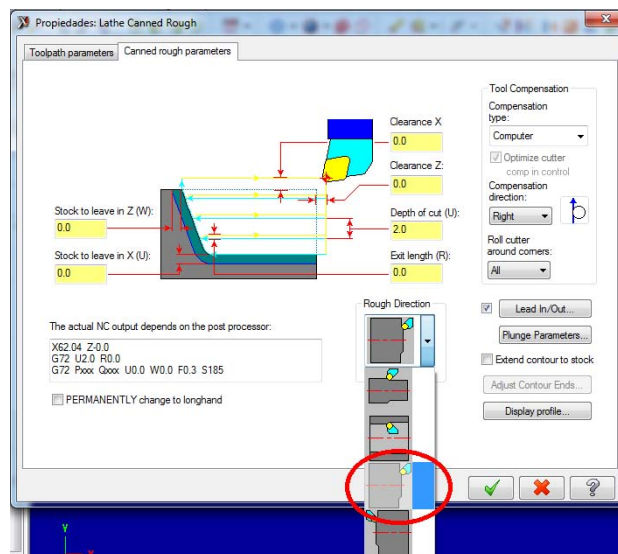 Propiedades: Lathe Canned Rough
Toolpath parameters
Canned rough parameters
Clearance X
0.0
Clearance Z:
0.0
Stock to leave in Z (W):
0.0
Depth of cut (U):
2.0
Stock to leave in X (U):
0.0
Exit length (R):
0.0
Tool Compensation
Compensation
type:
Computer
Optimize cutter
comp in control
Compensation
direction:
Right
Roll cutter
around corners:
All
Rough Direction
The actual NC output depends on the post processor:
X62.04 Z-0.0
G72 U2.0 R0.0
G72 Pxxx Qxxx U0.0 W0.0 F0.3 S185
PERMANENTLY change to longhand
Lead In/Out...
Plunge Parameters...
Extend contour to stock
Adjust Contour Ends...
Display profile...
Y
X